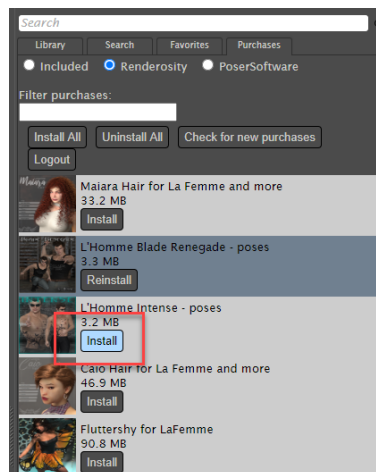 Search
Library Search Favorites Purchases
Included Renderosity PoserSoftware
Filter purchases:
Install All Uninstall All Check for new purchases
Logout
Maiara
Maiara Hair for La Femme and more
33.2 MB
Install
L'Homme Blade Renegade - poses
3.3 MB
Reinstall
L'Homme Intense - poses
3.2 MB
Install
Caio Hair for La Femme and more
46.9 MB
Install
Fluttershy for LaFemme
90.8 MB
Install